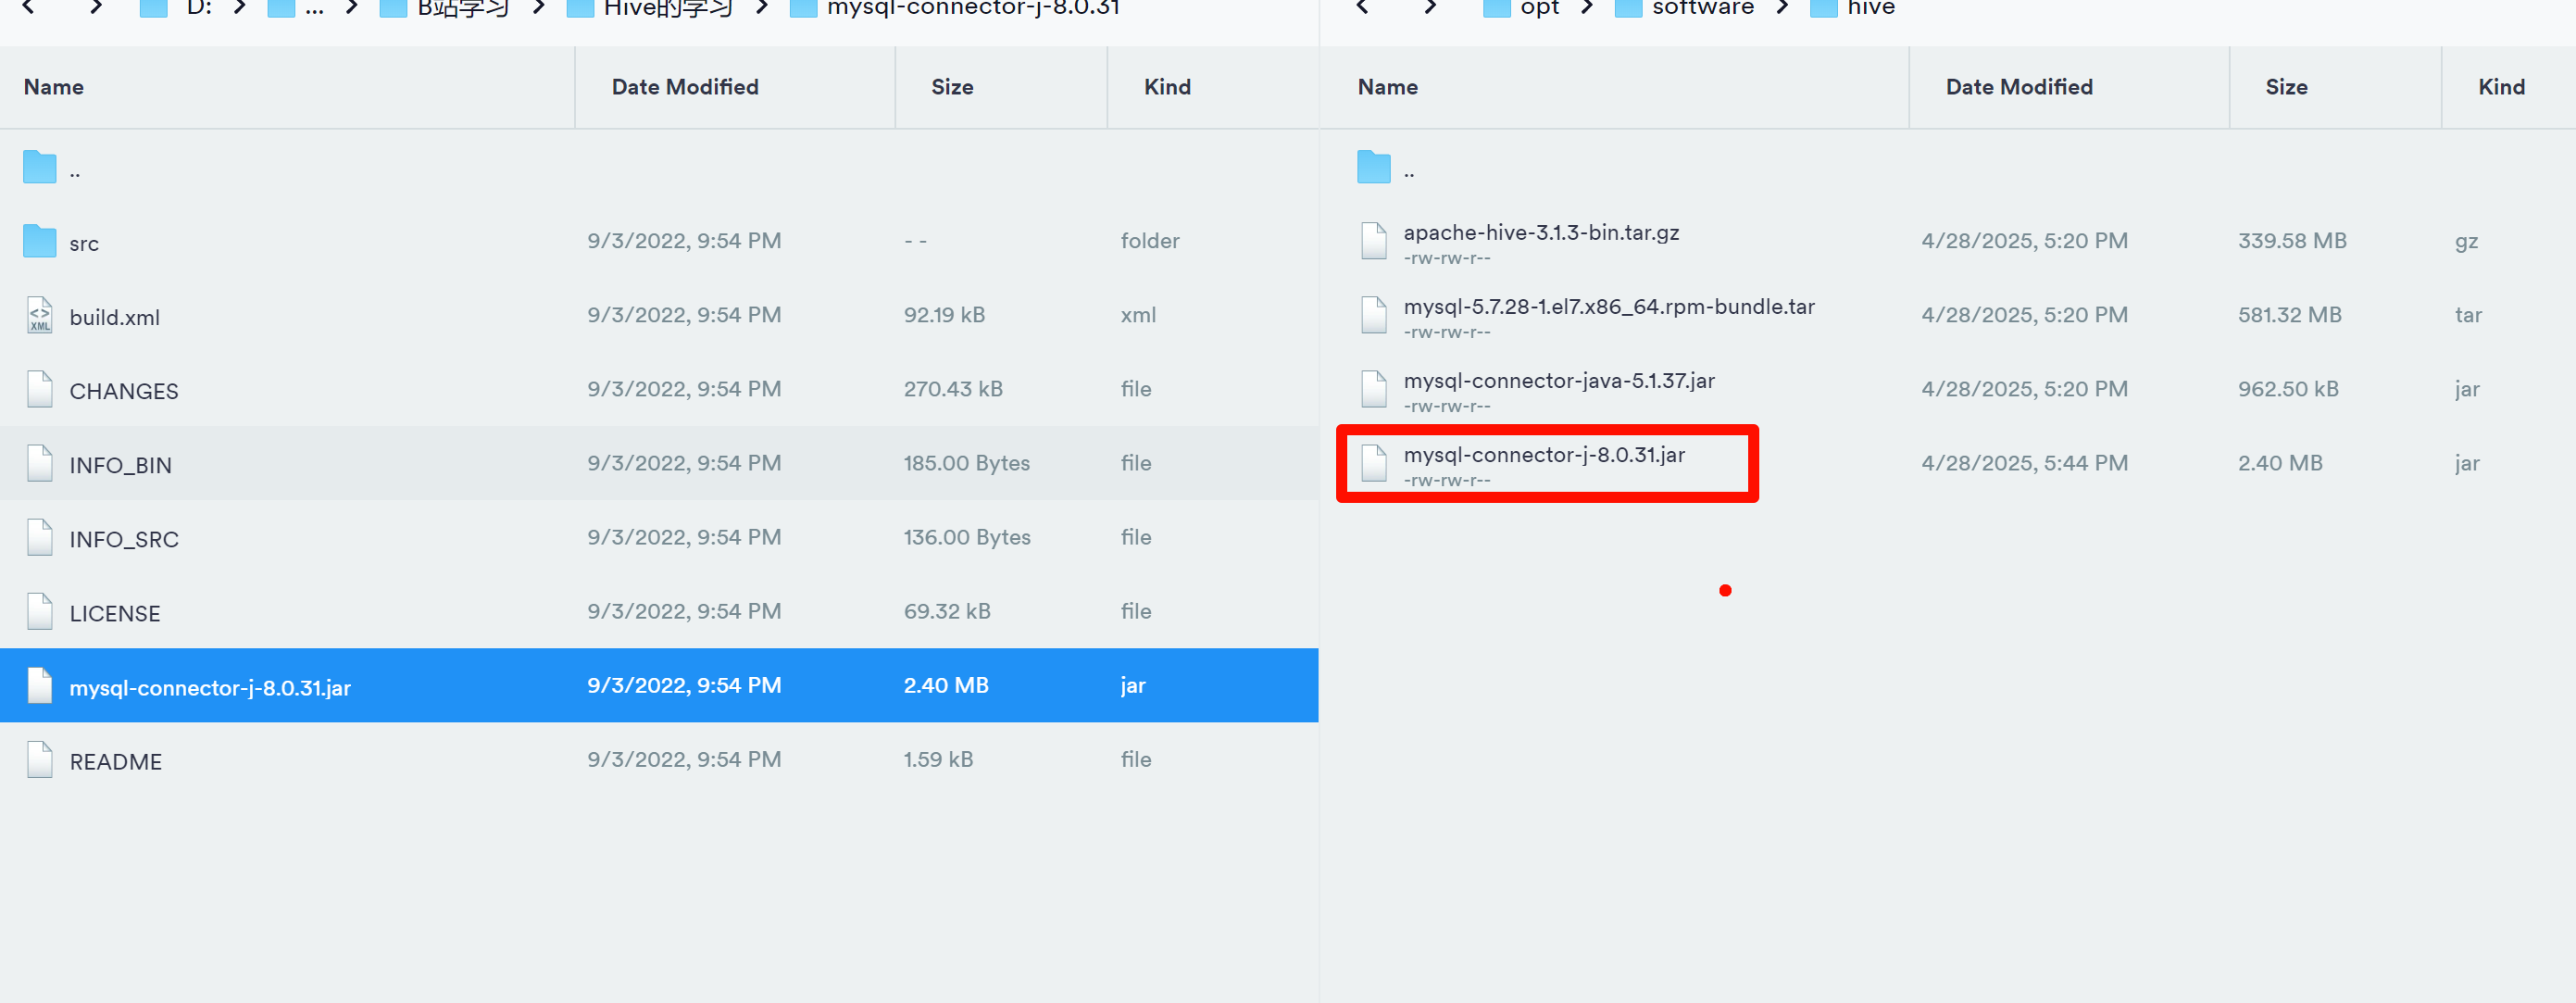 D: ... B站学习 Hive的学习 mysql-connector-j-8.0.31
Name Date Modified Size Kind
..
src 9/3/2022, 9:54 PM - - folder
build.xml 9/3/2022, 9:54 PM 92.19 kB xml
CHANGES 9/3/2022, 9:54 PM 270.43 kB file
INFO_BIN 9/3/2022, 9:54 PM 185.00 Bytes file
INFO_SRC 9/3/2022, 9:54 PM 136.00 Bytes file
LICENSE 9/3/2022, 9:54 PM 69.32 kB file
mysql-connector-j-8.0.31.jar 9/3/2022, 9:54 PM 2.40 MB jar
README 9/3/2022, 9:54 PM 1.59 kB file
opt software hive
Name Date Modified Size Kind
..
apache-hive-3.1.3-bin.tar.gz 4/28/2025, 5:20 PM 339.58 MB gz
-rw-rw-r--
mysql-5.7.28-1.el7.x86_64.rpm-bundle.tar 4/28/2025, 5:20 PM 581.32 MB tar
-rw-rw-r--
mysql-connector-java-5.1.37.jar 4/28/2025, 5:20 PM 962.50 kB jar
-rw-rw-r--
mysql-connector-j-8.0.31.jar 4/28/2025, 5:44 PM 2.40 MB jar
-rw-rw-r--